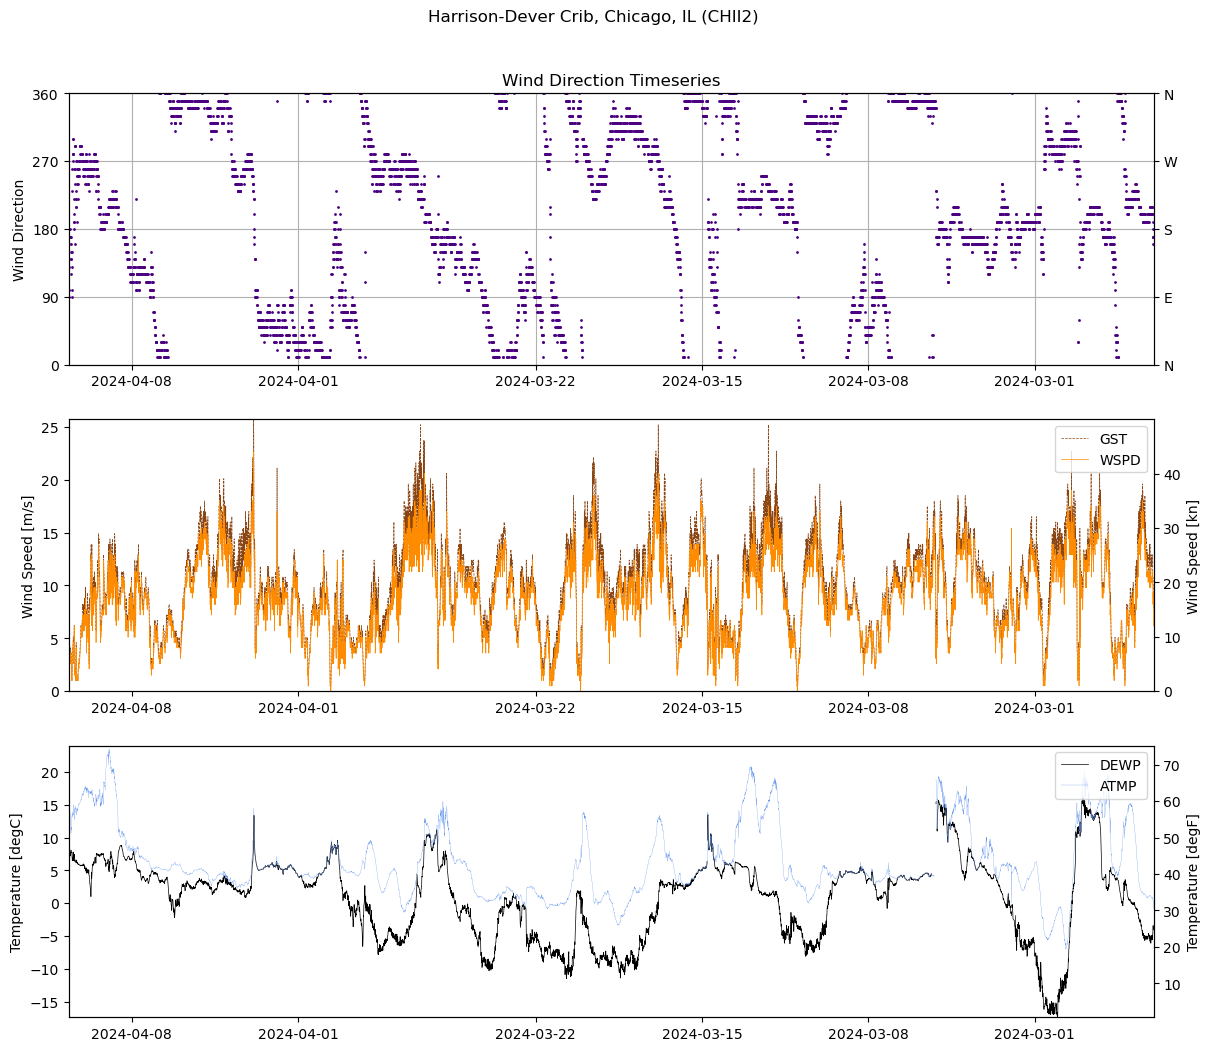 Harrison-Dever Crib, Chicago, IL (CHII2)
Wind Direction Timeseries
Wind Direction
360
270
180
90
0
N
W
S
E
N
2024-04-08 2024-04-01 2024-03-22 2024-03-15 2024-03-08 2024-03-01
Wind Speed [m/s]
25
20
15
10
5
0
GST
WSPD
40
30
20
10
0
Wind Speed [kn]
2024-04-08 2024-04-01 2024-03-22 2024-03-15 2024-03-08 2024-03-01
Temperature [degC]
20
15
10
5
0
−5
−10
−15
DEWP
ATMP
70
60
50
40
30
20
10
Temperature [degF]
2024-04-08 2024-04-01 2024-03-22 2024-03-15 2024-03-08 2024-03-01